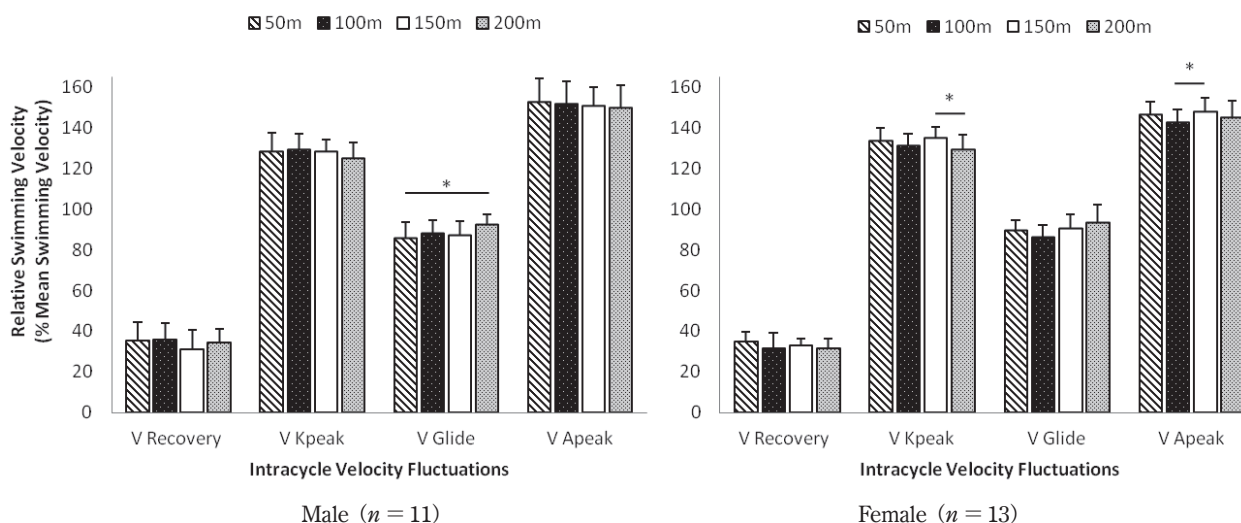 50m 100m 150m 200m
50m 100m 150m 200m
Relative Swimming Velocity
(% Mean Swimming Velocity)
160
140
120
100
80
60
40
20
0
*
V Recovery V Kpeak V Glide V Apeak
Intracycle Velocity Fluctuations
Male (n = 11)
160
140
120
100
80
60
40
20
0
*
*
V Recovery V Kpeak V Glide V Apeak
Intracycle Velocity Fluctuations
Female (n = 13)